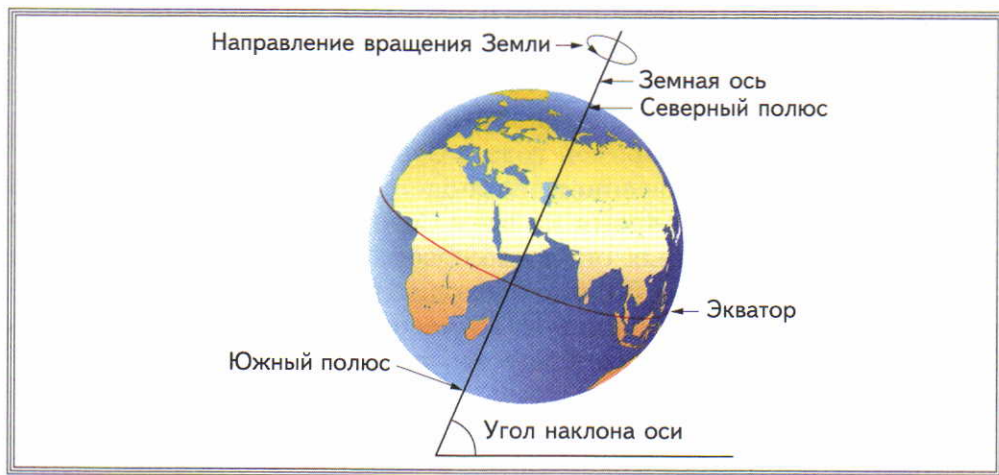 Направление вращения Земли
Земная ось
Северный полюс
Экватор
Южный полюс
Угол наклона оси